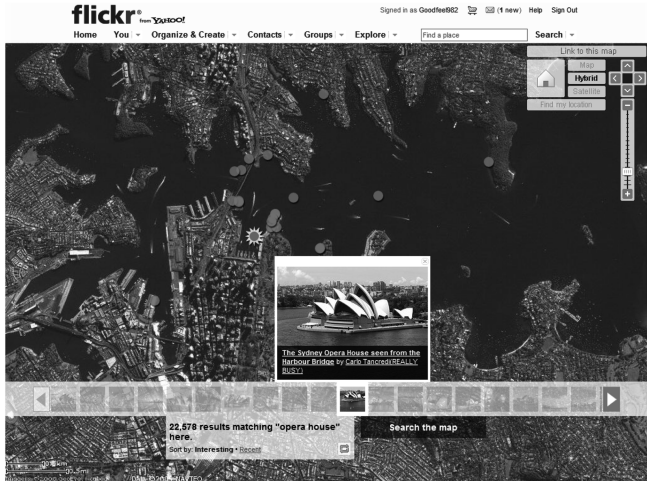 flickr® from YAHOO!
Signed in as Goodfeet982 (1 new) Help Sign Out
Home You Organize & Create Contacts Groups Explore Find a place Search
Link to this map
Map
Hybrid
Satellite
Find my location
The Sydney Opera House seen from the
Harbour Bridge by Carlo Tancredi(REALLY
BUSY)
22,578 results matching "opera house"
here.
Sort by: Interesting • Recent
Search the map
NAVTEQ